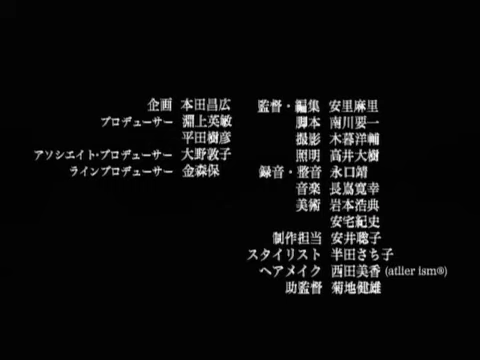 企画 本田昌広
プロデューサー 淵上英敏
平田樹彦
アソシエイト・プロデューサー 大野敦子
ラインプロデューサー 金森保
監督・編集 安里麻里
脚本 南川要一
撮影 木暮洋輔
照明 高井大樹
録音・整音 永口靖
音楽 長嶌寛幸
美術 岩本浩典
安宅紀史
制作担当 安井聡子
スタイリスト 半田さち子
ヘアメイク 西田美香 (atlier ism®)
助監督 菊地健雄